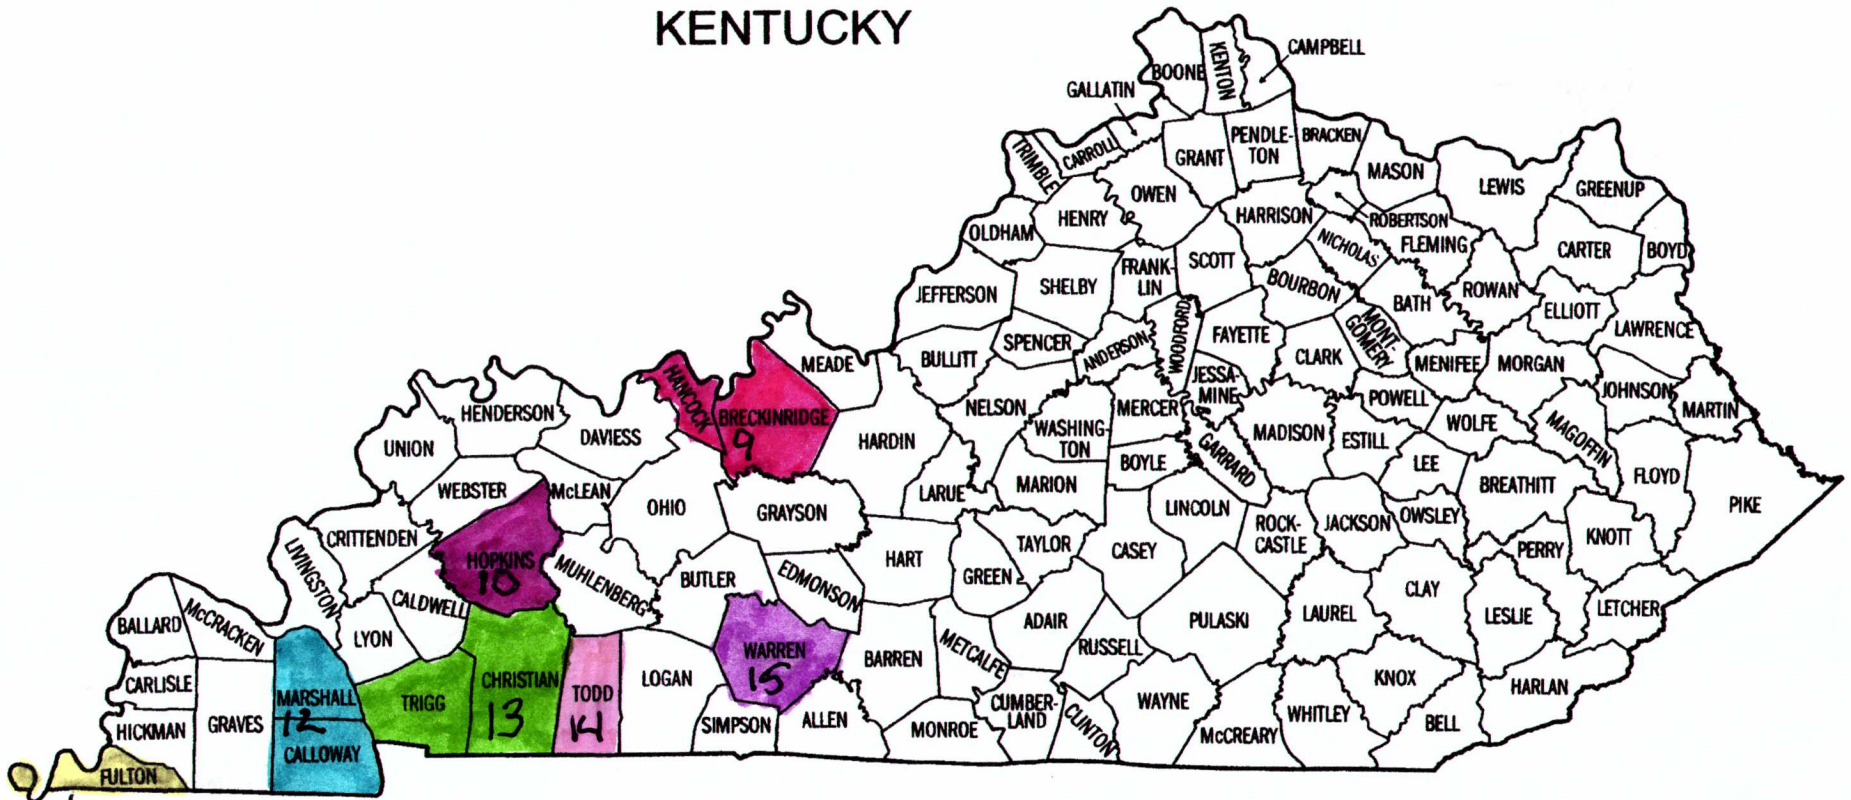 KENTUCKY
CAMPBELL
BOONE
KENTON
GALLATIN
TRIMBLE
CARROLL
GRANT
PENDLE-
TON
BRACKEN
MASON
LEWIS
GREENUP
OWEN
HENRY
HARRISON
ROBERTSON
OLDHAM
NICHOLAS
FLEMING
CARTER
BOYD
FRANK-
LIN
SCOTT
SHELBY
JEFFERSON
BOURBON
BATH
ROWAN
ELLIOTT
LAWRENCE
WOODFORD
FAYETTE
MONT-
GOMERY
SPENCER
ANDERSON
CLARK
BULLITT
MEADE
MENIFEE
MORGAN
JESSA-
MINE
HANCOCK
BRECKINRIDGE
9
NELSON
MERCER
POWELL
JOHNSON
MARTIN
HENDERSON
DAVIESS
HARDIN
WASHING-
TON
GARRARD
MADISON
ESTILL
WOLFE
MAGOFFIN
UNION
BOYLE
LEE
FLOYD
WEBSTER
McLEAN
OHIO
GRAYSON
LARUE
MARION
LINCOLN
BREATHITT
PIKE
CRITTENDEN
TAYLOR
CASEY
ROCK-
CASTLE
JACKSON
OWSLEY
KNOTT
LIVINGSTON
HOPKINS
10
MUHLENBERG
BUTLER
EDMONSON
HART
GREEN
PERRY
CLAY
CALDWELL
BALLARD
McCRACKEN
LYON
ADAIR
PULASKI
LAUREL
LESLIE
LETCHER
WARREN
15
BARREN
METCALFE
RUSSELL
CARLISLE
MARSHALL
12
TRIGG
CHRISTIAN
13
TODD
14
LOGAN
KNOX
HARLAN
HICKMAN
GRAVES
CALLOWAY
SIMPSON
ALLEN
MONROE
CUMBER-
LAND
CLINTON
WAYNE
McCREARY
WHITLEY
BELL
FULTON